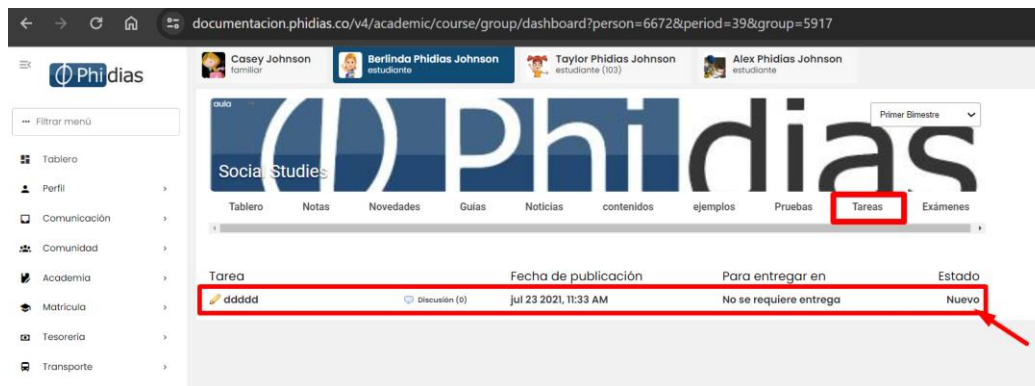 documentacion.phidias.co/v4/academic/course/group/dashboard?person=6672&period=39&group=5917
Phidias
Casey Johnson
familiar
Berlinda Phidias Johnson
estudiante
Taylor Phidias Johnson
estudiante (103)
Alex Phidias Johnson
estudiante
Filtrar menú
Tablero
Perfil
Comunicación
Comunidad
Academia
Matrícula
Tesorería
Transporte
aula
Phidias
Primer Bimestre
Social Studies
Tablero Notas Novedades Guías Noticias contenidos ejemplos Pruebas Tareas Exámenes
Tarea Fecha de publicación Para entregar en Estado
ddddd Discusión (0) jul 23 2021, 11:33 AM No se requiere entrega Nuevo